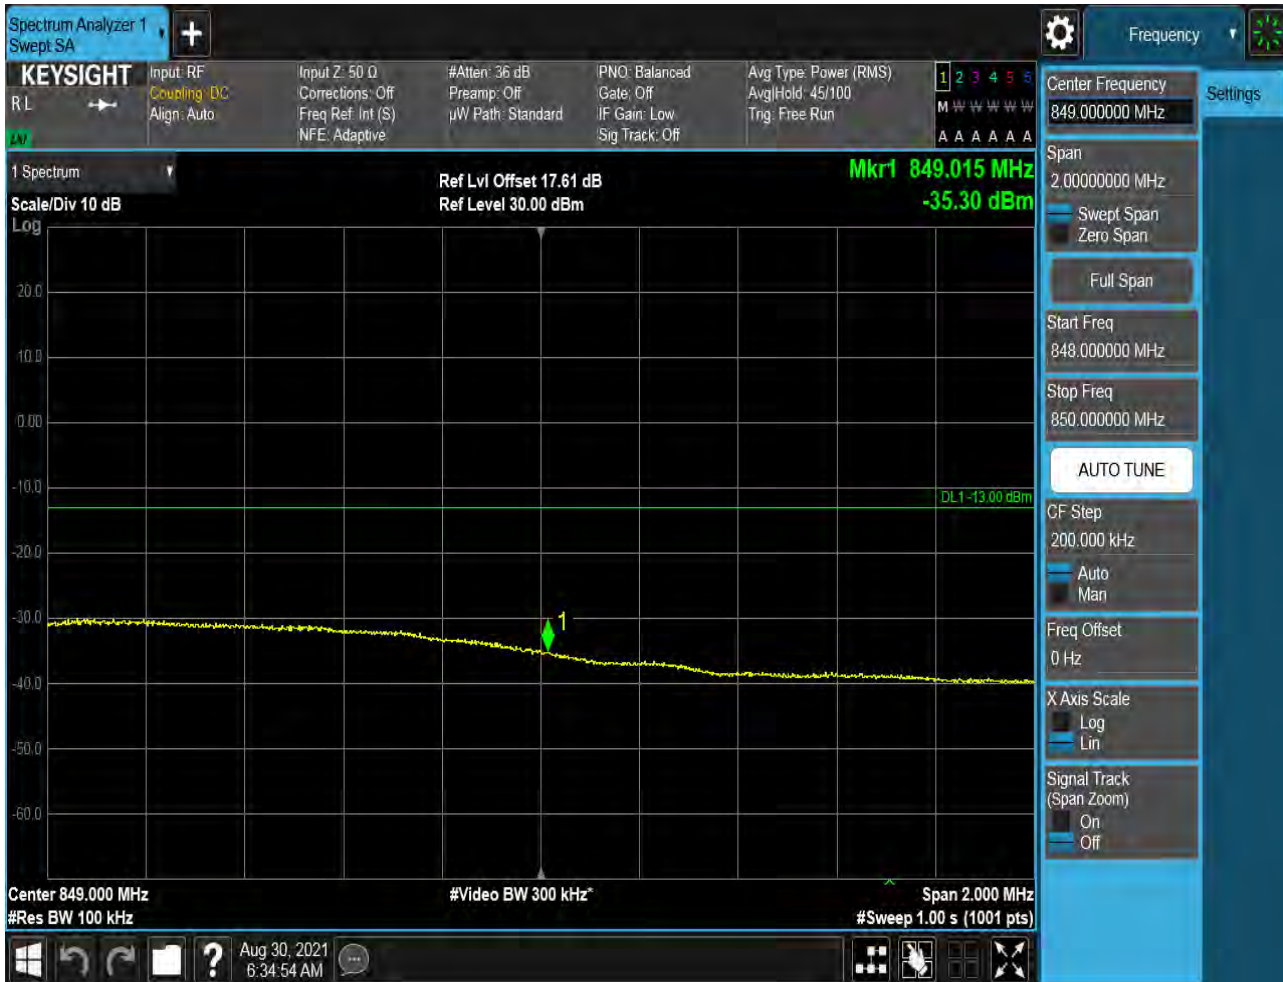 Spectrum Analyzer 1
Swept SA
Frequency
KEYSIGHT
R L
Input: RF
Coupling: DC
Align: Auto
Input Z: 50 Ω
Corrections: Off
Freq Ref: Int (S)
NFE: Adaptive
#Atten: 36 dB
Preamp: Off
µW Path: Standard
PNO: Balanced
Gate: Off
IF Gain: Low
Sig Track: Off
Avg Type: Power (RMS)
Avg|Hold: 45/100
Trig: Free Run
1 2 3 4 5 6
M W W W W W
A A A A A A
1 Spectrum
Scale/Div 10 dB
Log
Ref Lvl Offset 17.61 dB
Ref Level 30.00 dBm
Mkr1 849.015 MHz
-35.30 dBm
20.0
10.0
0.00
-10.0
-20.0
-30.0
-40.0
-50.0
-60.0
DL1 -13.00 dBm
1
Center 849.000 MHz
#Res BW 100 kHz
#Video BW 300 kHz*
Span 2.000 MHz
#Sweep 1.00 s (1001 pts)
?
Aug 30, 2021
6:34:54 AM
Center Frequency
849.000000 MHz
Settings
Span
2.00000000 MHz
Swept Span
Zero Span
Full Span
Start Freq
848.000000 MHz
Stop Freq
850.000000 MHz
AUTO TUNE
CF Step
200.000 kHz
Auto
Man
Freq Offset
0 Hz
X Axis Scale
Log
Lin
Signal Track
(Span Zoom)
On
Off